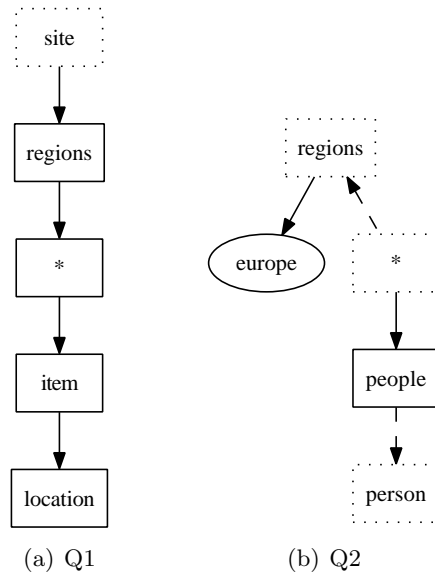 site
regions
*
item
location
(a) Q1
regions
europe
*
people
person
(b) Q2